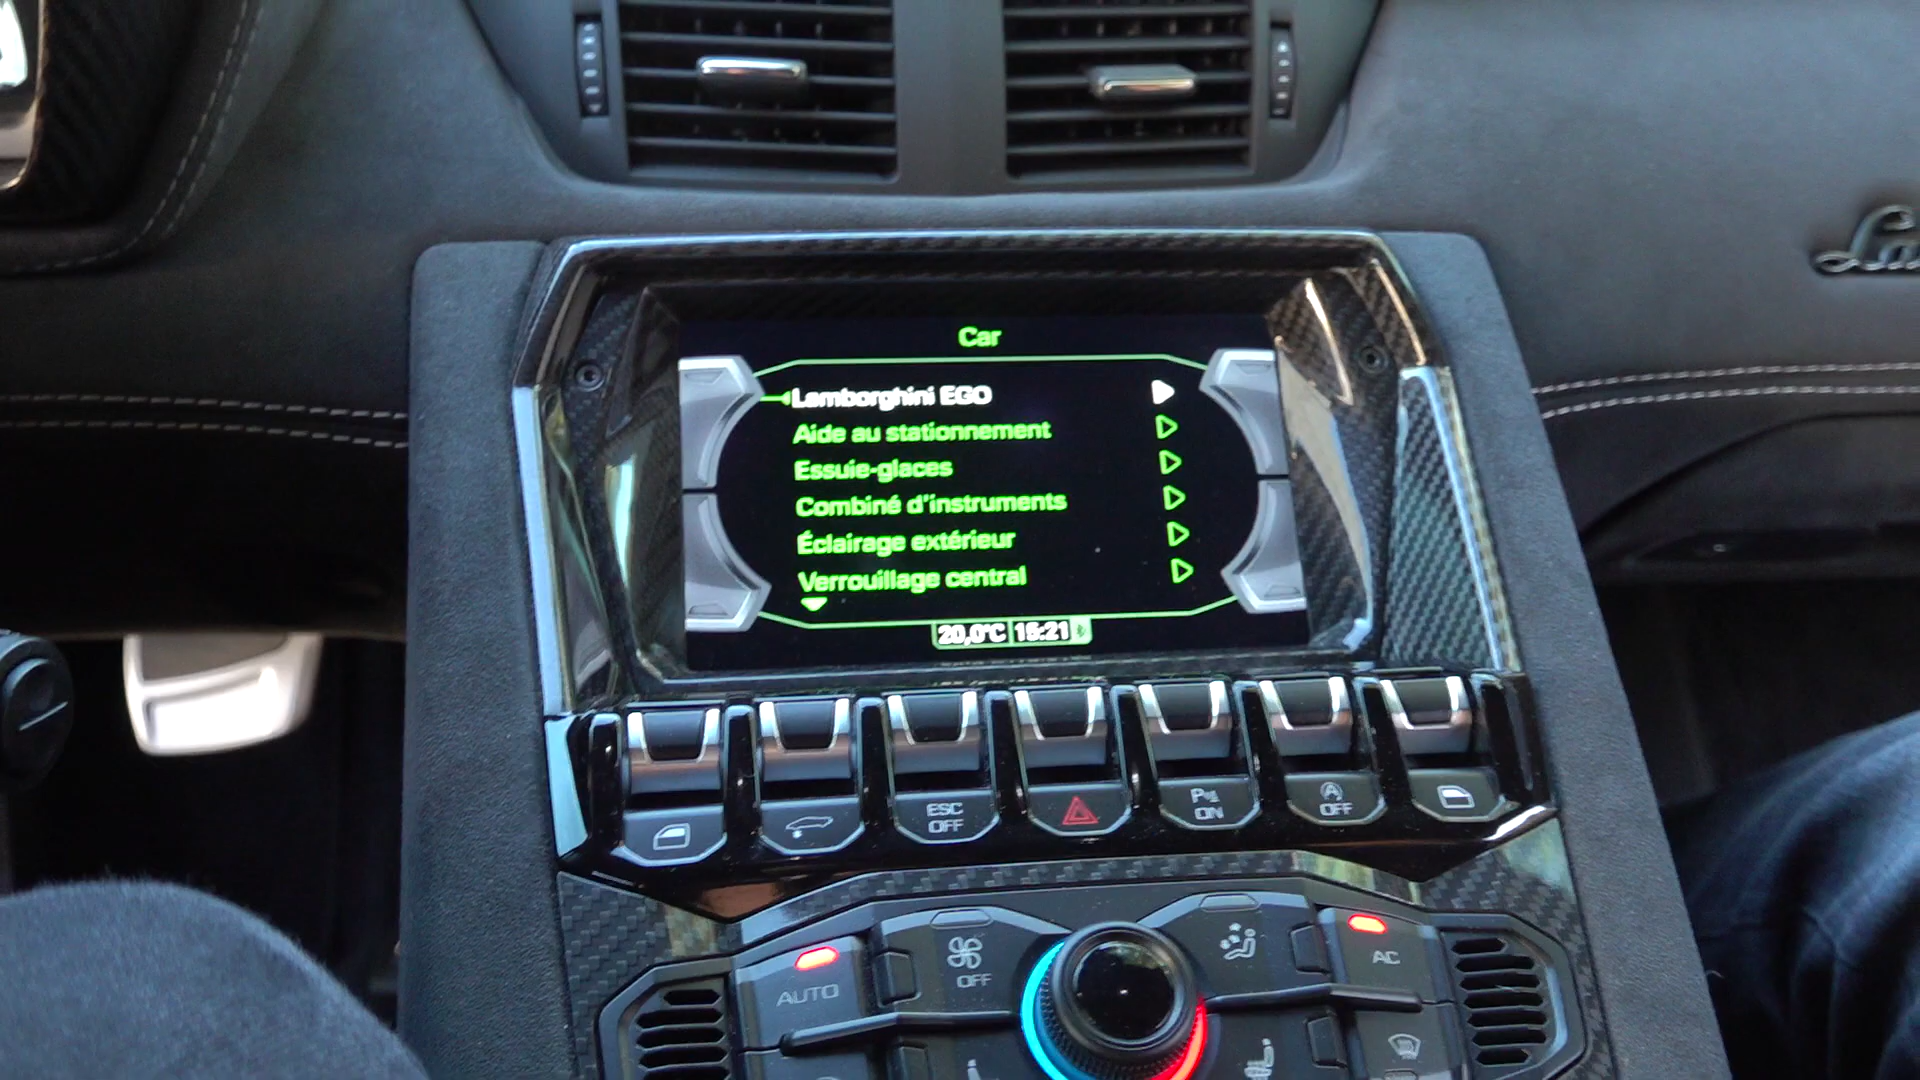 Car
Lamborghini EGO
Aide au stationnement
Essuie-glaces
Combiné d'instruments
Éclairage extérieur
Verrouillage central
20,0°C 15:21
ESC
OFF
P
ON
A
OFF
OFF
AUTO
AC